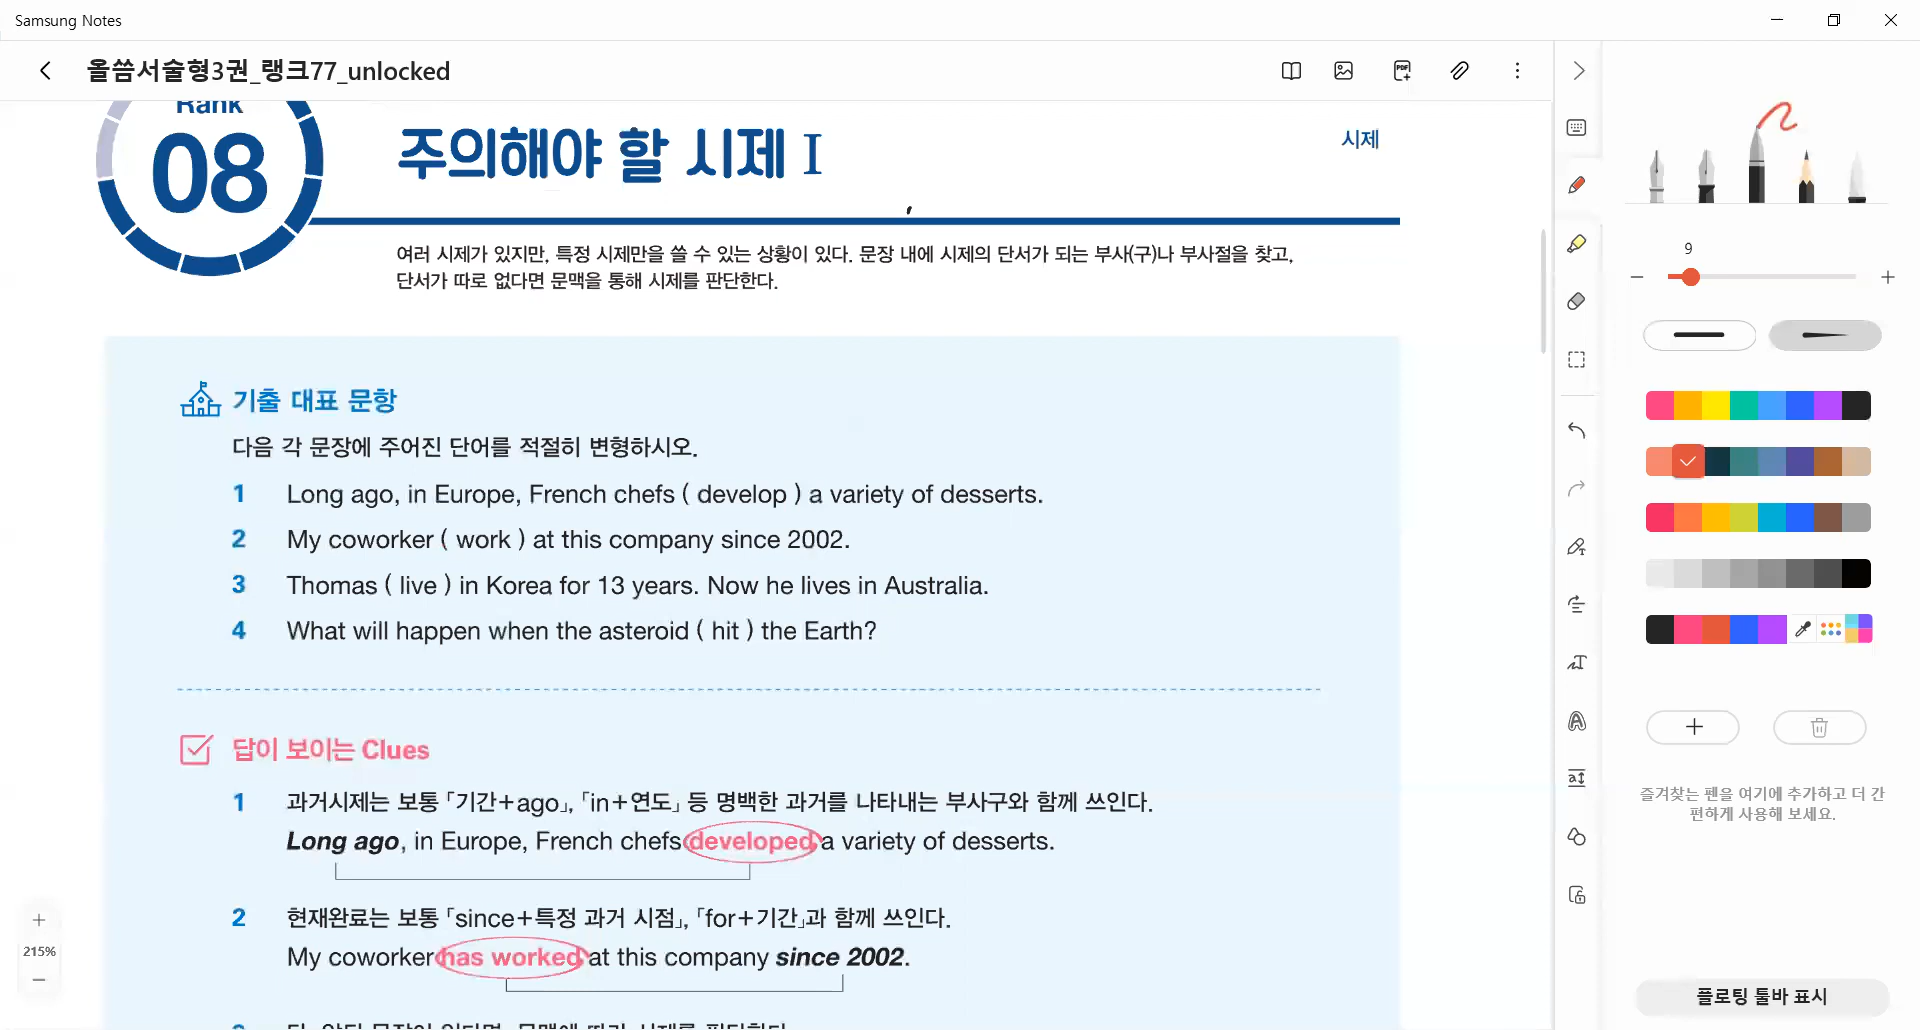 Samsung Notes
올씀서술형3권_랭크77_unlocked
Rank
08
주의해야 할 시제 I
시제
여러 시제가 있지만, 특정 시제만을 쓸 수 있는 상황이 있다. 문장 내에 시제의 단서가 되는 부사(구)나 부사절을 찾고,
단서가 따로 없다면 문맥을 통해 시제를 판단한다.
기출 대표 문항
다음 각 문장에 주어진 단어를 적절히 변형하시오.
1 Long ago, in Europe, French chefs ( develop ) a variety of desserts.
2 My coworker ( work ) at this company since 2002.
3 Thomas ( live ) in Korea for 13 years. Now he lives in Australia.
4 What will happen when the asteroid ( hit ) the Earth?
답이 보이는 Clues
1 과거시제는 보통 「기간+ago」, 「in+연도」 등 명백한 과거를 나타내는 부사구와 함께 쓰인다.
Long ago, in Europe, French chefs developed a variety of desserts.
2 현재완료는 보통 「since+특정 과거 시점」, 「for+기간」과 함께 쓰인다.
My coworker has worked at this company since 2002.
215%
9
즐겨찾는 펜을 여기에 추가하고 더 간
편하게 사용해 보세요.
플로팅 툴바 표시